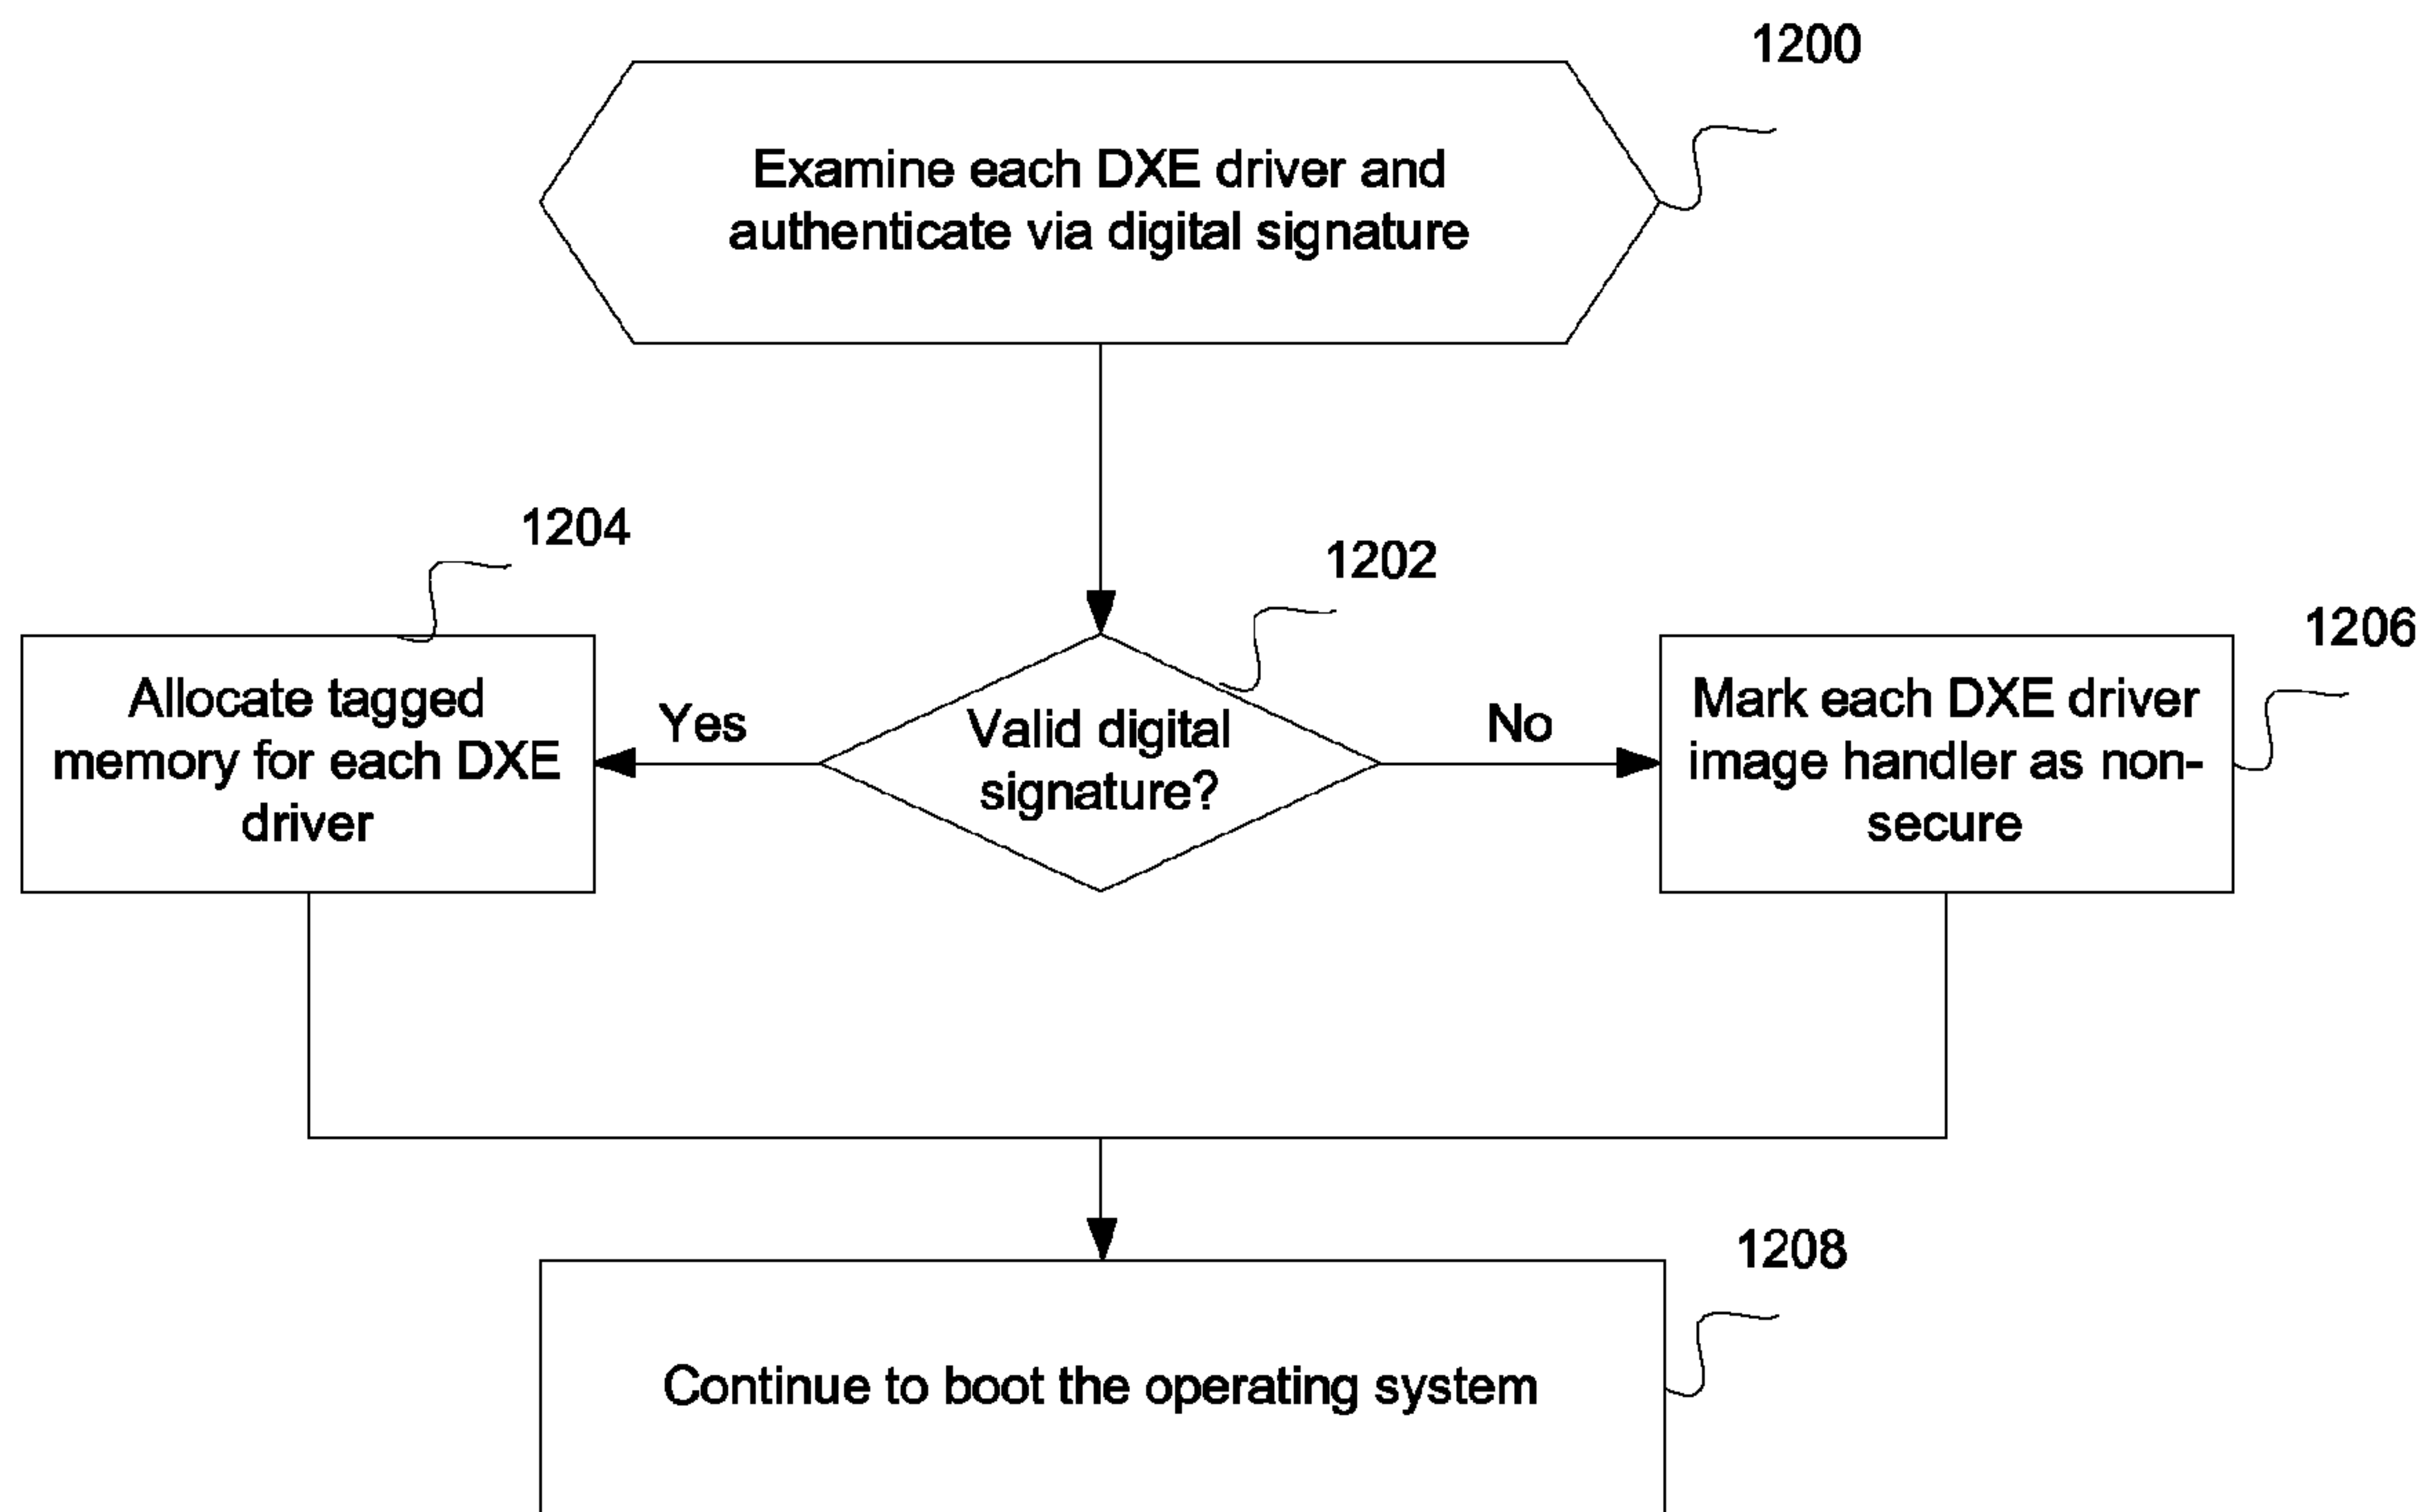 1200
Examine each DXE driver and
authenticate via digital signature
1204
1202
1206
Allocate tagged
memory for each DXE
driver
Yes
Valid digital
signature?
No
Mark each DXE driver
image handler as non-
secure
1208
Continue to boot the operating system